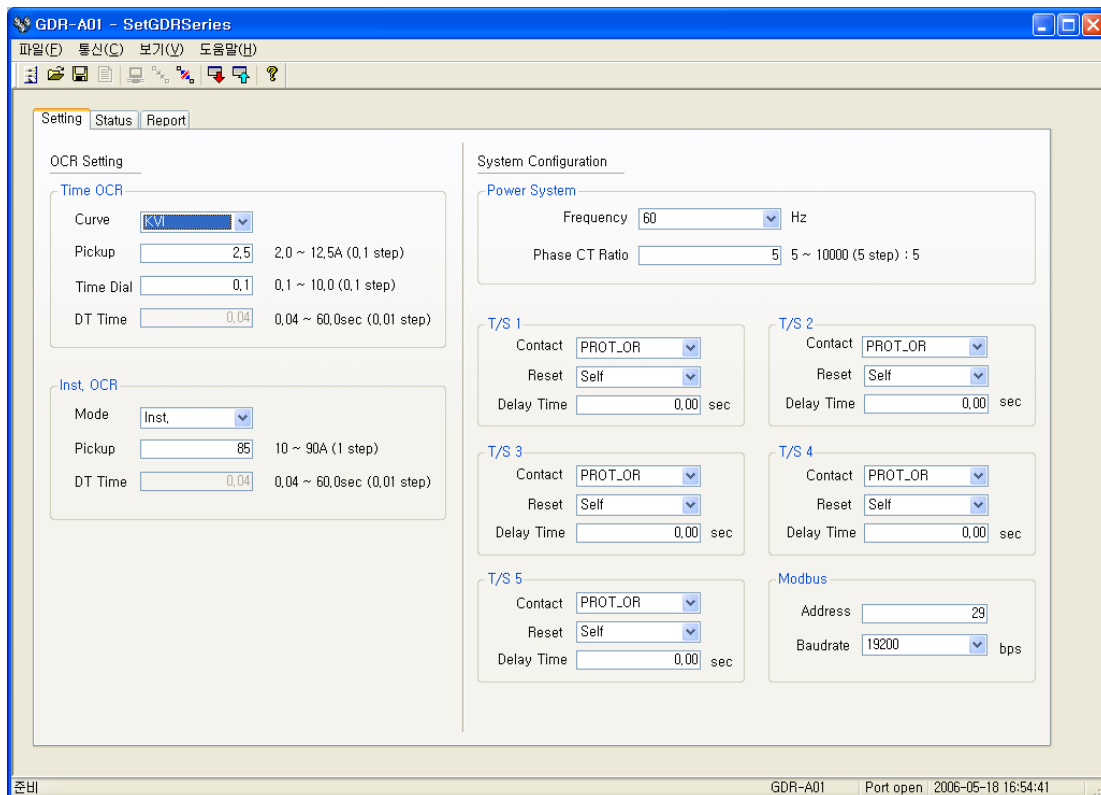 GDR-A01 - SetGDRSeries
파일(F) 통신(C) 보기(V) 도움말(H)
Setting Status Report
OCR Setting
Time OCR
Curve KVI
Pickup 2,5 2,0 ~ 12,5A (0,1 step)
Time Dial 0,1 0,1 ~ 10,0 (0,1 step)
DT Time 0,04 0,04 ~ 60,0sec (0,01 step)
Inst, OCR
Mode Inst,
Pickup 85 10 ~ 90A (1 step)
DT Time 0,04 0,04 ~ 60,0sec (0,01 step)
System Configuration
Power System
Frequency 60 Hz
Phase CT Ratio 5 5 ~ 10000 (5 step) : 5
T/S 1
Contact PROT_OR
Reset Self
Delay Time 0,00 sec
T/S 2
Contact PROT_OR
Reset Self
Delay Time 0,00 sec
T/S 3
Contact PROT_OR
Reset Self
Delay Time 0,00 sec
T/S 4
Contact PROT_OR
Reset Self
Delay Time 0,00 sec
T/S 5
Contact PROT_OR
Reset Self
Delay Time 0,00 sec
Modbus
Address 29
Baudrate 19200 bps
준비 GDR-A01 Port open 2006-05-18 16:54:41